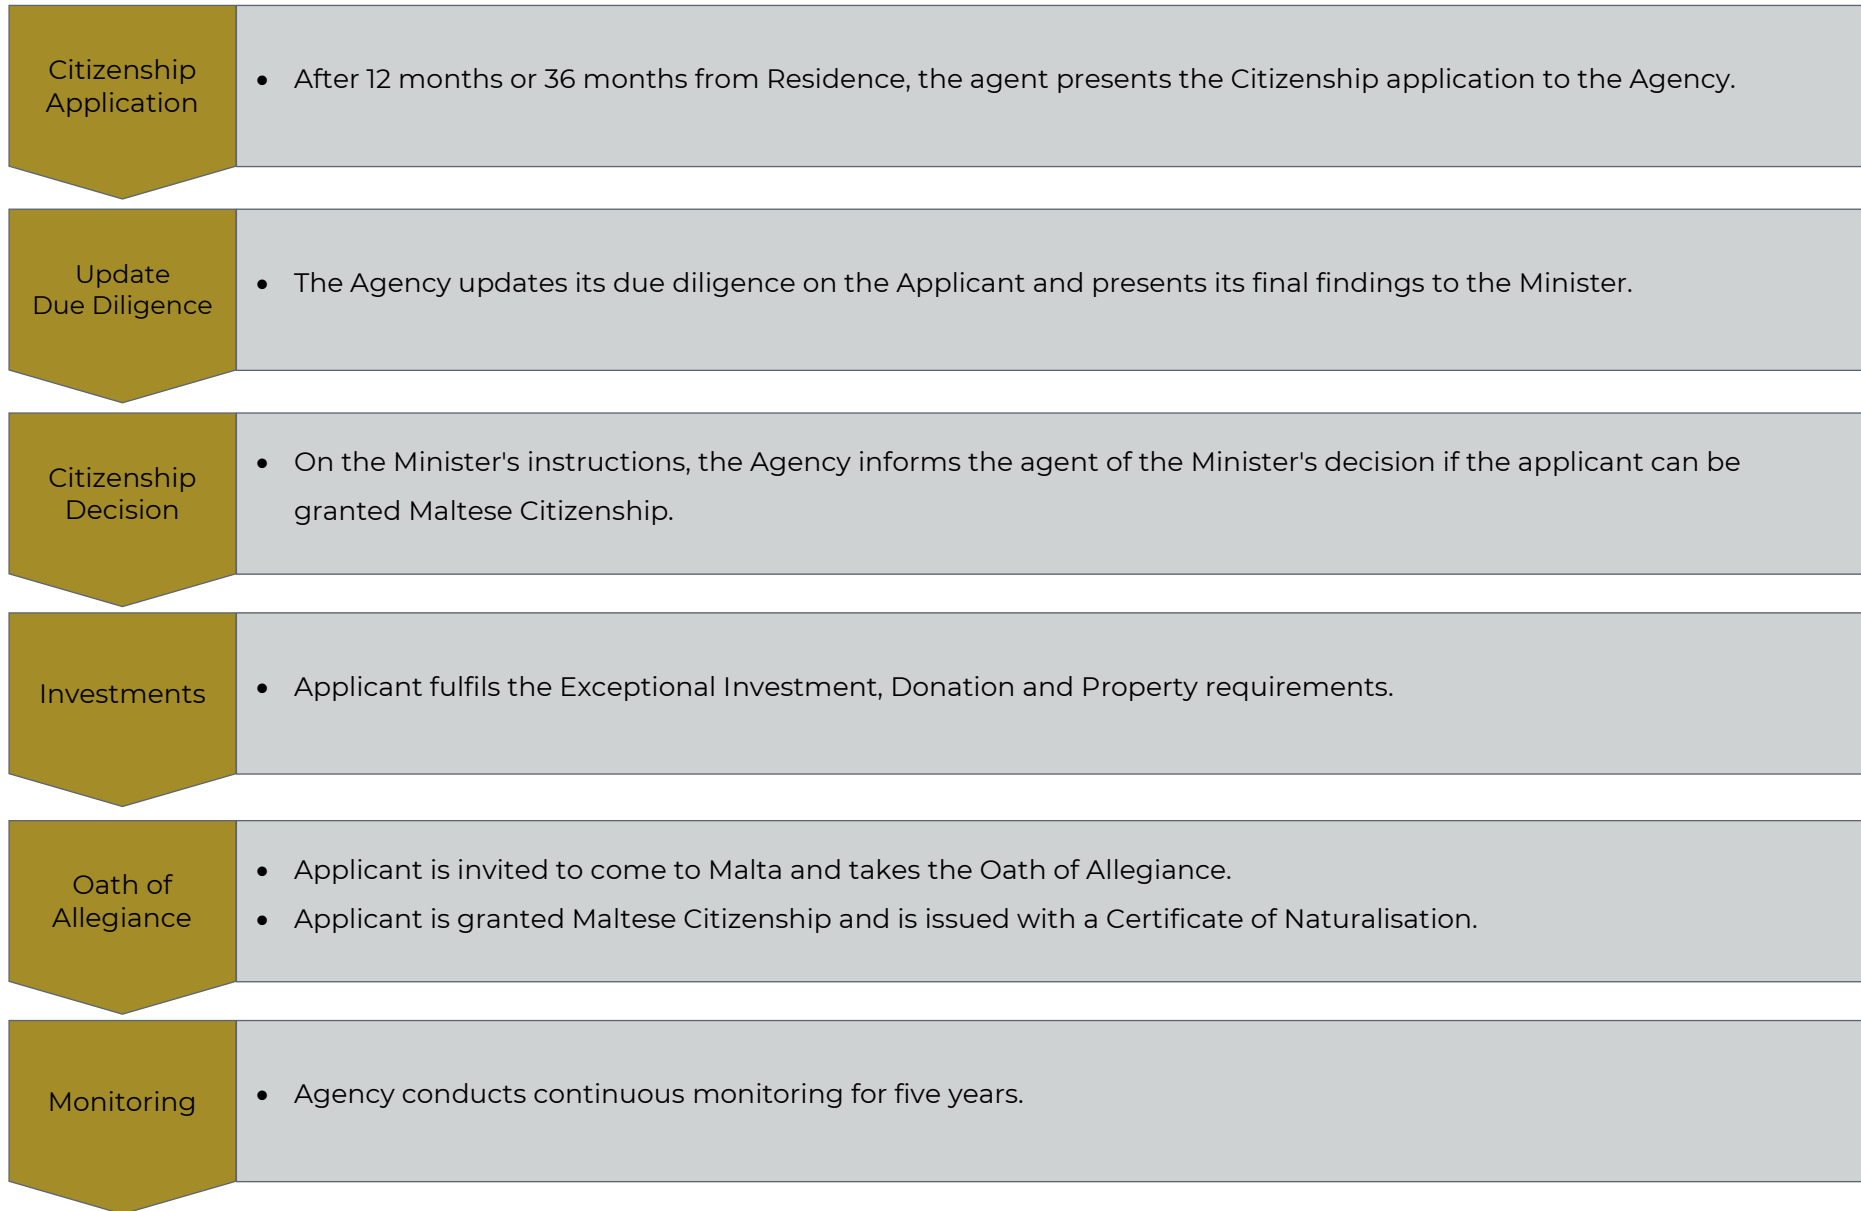 Citizenship
Application
• After 12 months or 36 months from Residence, the agent presents the Citizenship application to the Agency.
Update
Due Diligence
• The Agency updates its due diligence on the Applicant and presents its final findings to the Minister.
Citizenship
Decision
• On the Minister's instructions, the Agency informs the agent of the Minister's decision if the applicant can be
granted Maltese Citizenship.
Investments
• Applicant fulfils the Exceptional Investment, Donation and Property requirements.
Oath of
Allegiance
• Applicant is invited to come to Malta and takes the Oath of Allegiance.
• Applicant is granted Maltese Citizenship and is issued with a Certificate of Naturalisation.
Monitoring
• Agency conducts continuous monitoring for five years.